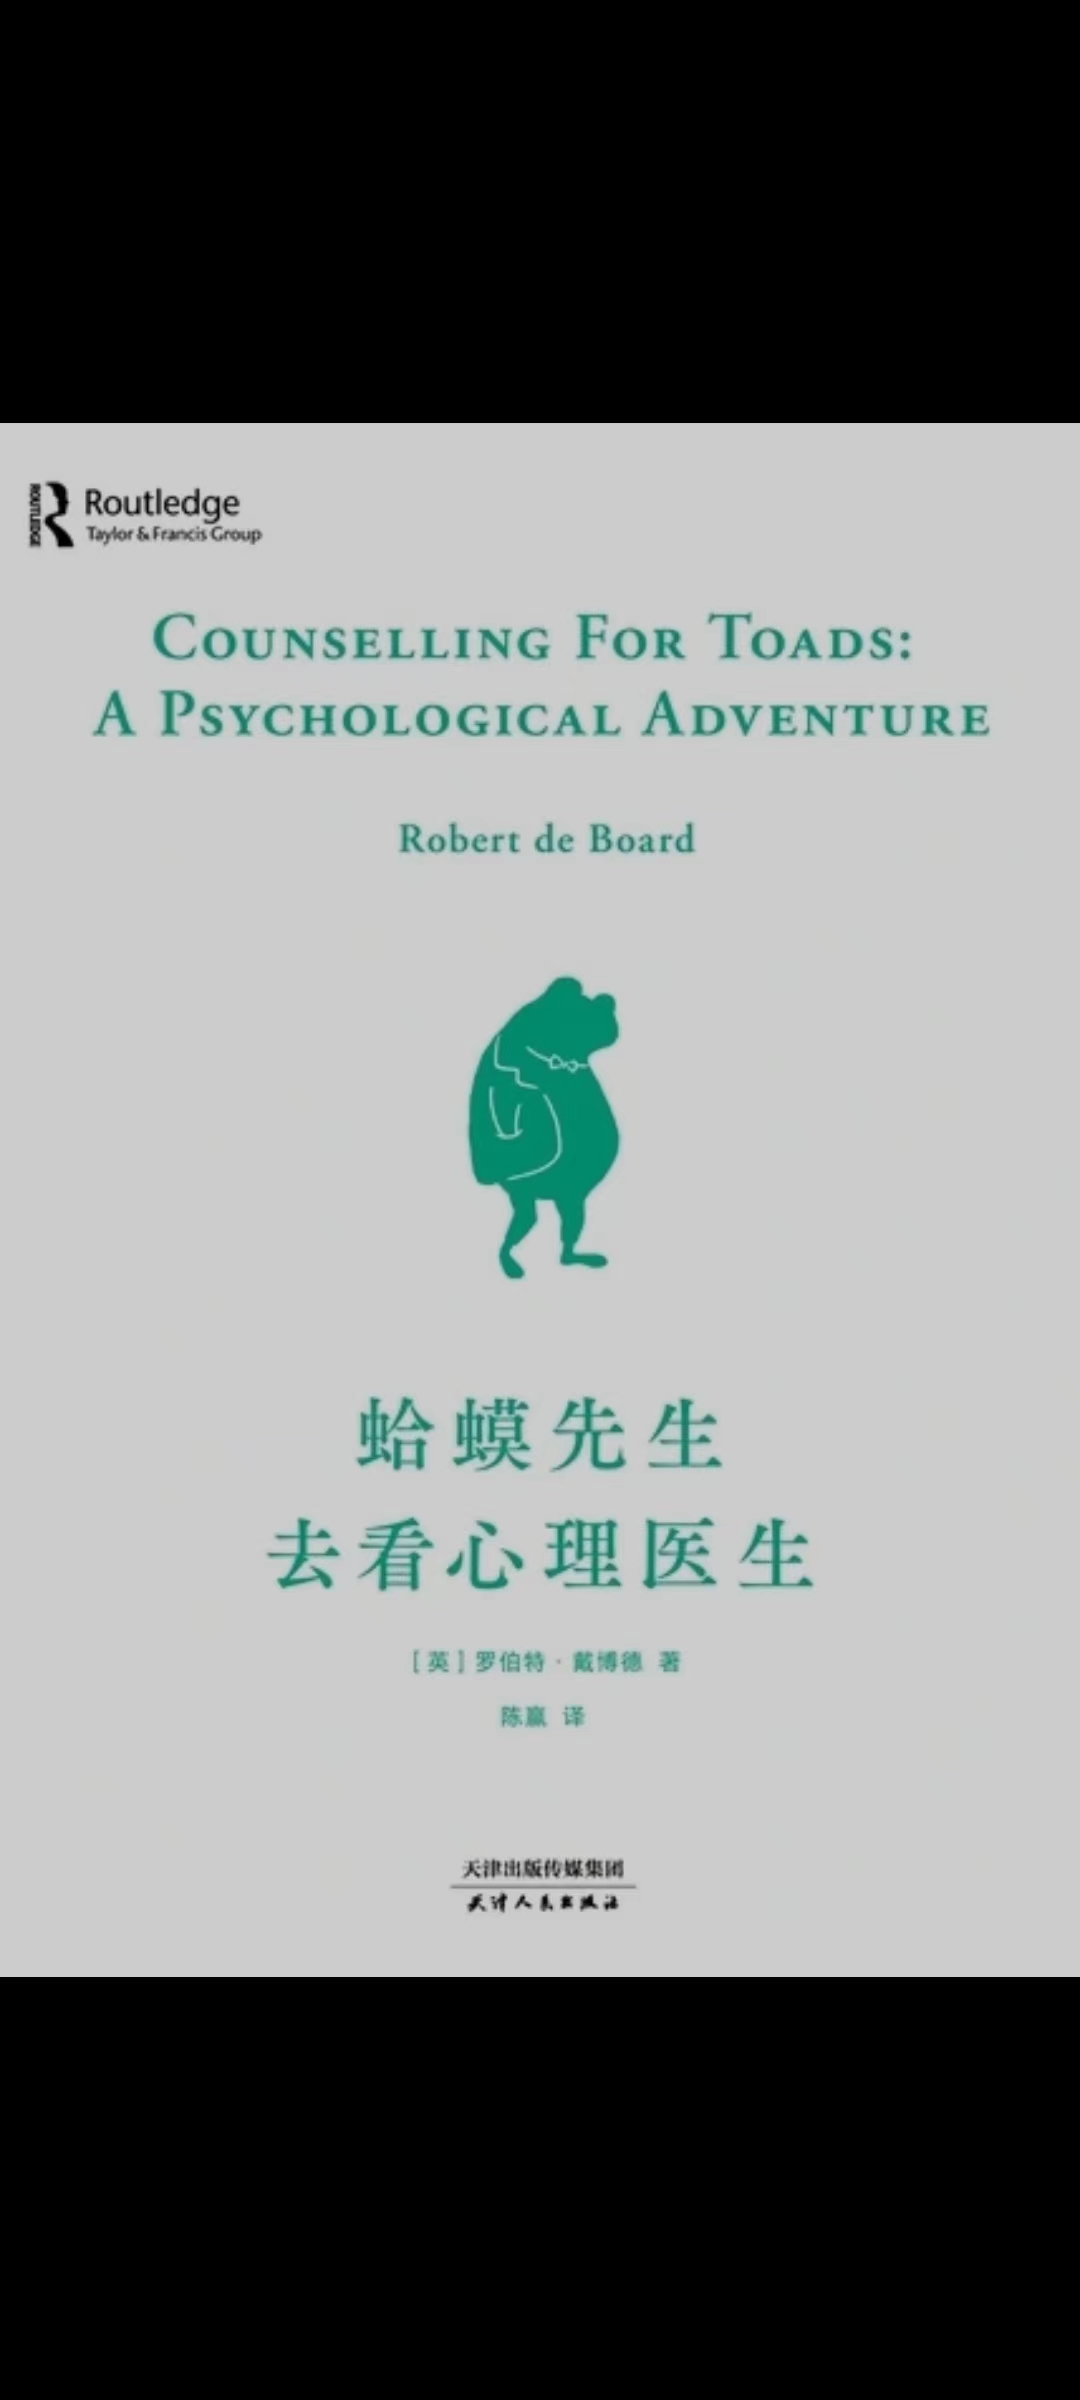 ROUTLEDGE
Routledge
Taylor & Francis Group
COUNSELLING FOR TOADS:
A PSYCHOLOGICAL ADVENTURE
Robert de Board
蛤蟆先生
去看心理医生
[英]罗伯特·戴博德 著
陈赢 译
天津出版传媒集团
天津人民出版社